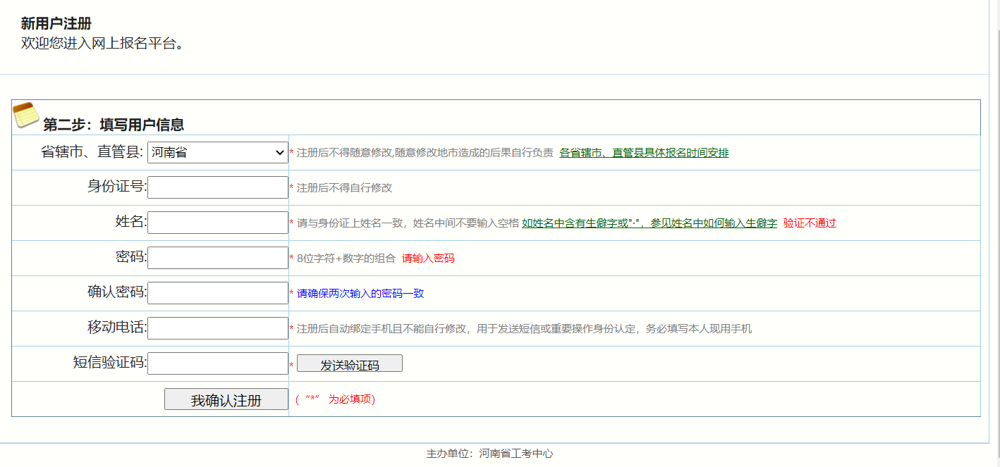 新用户注册
欢迎您进入网上报名平台。
第二步：填写用户信息
省辖市、直管县: 河南省 * 注册后不得随意修改,随意修改地市造成的后果自行负责 各省辖市、直管县具体报名时间安排
身份证号: * 注册后不得自行修改
姓名: * 请与身份证上姓名一致，姓名中间不要输入空格 如姓名中含有生僻字或"·"，参见姓名中如何输入生僻字 验证不通过
密码: * 8位字符+数字的组合 请输入密码
确认密码: * 请确保两次输入的密码一致
移动电话: * 注册后自动绑定手机且不能自行修改，用于发送短信或重要操作身份认定，务必填写本人现用手机
短信验证码: * 发送验证码
我确认注册 （ “*” 为必填项）
主办单位：河南省工考中心